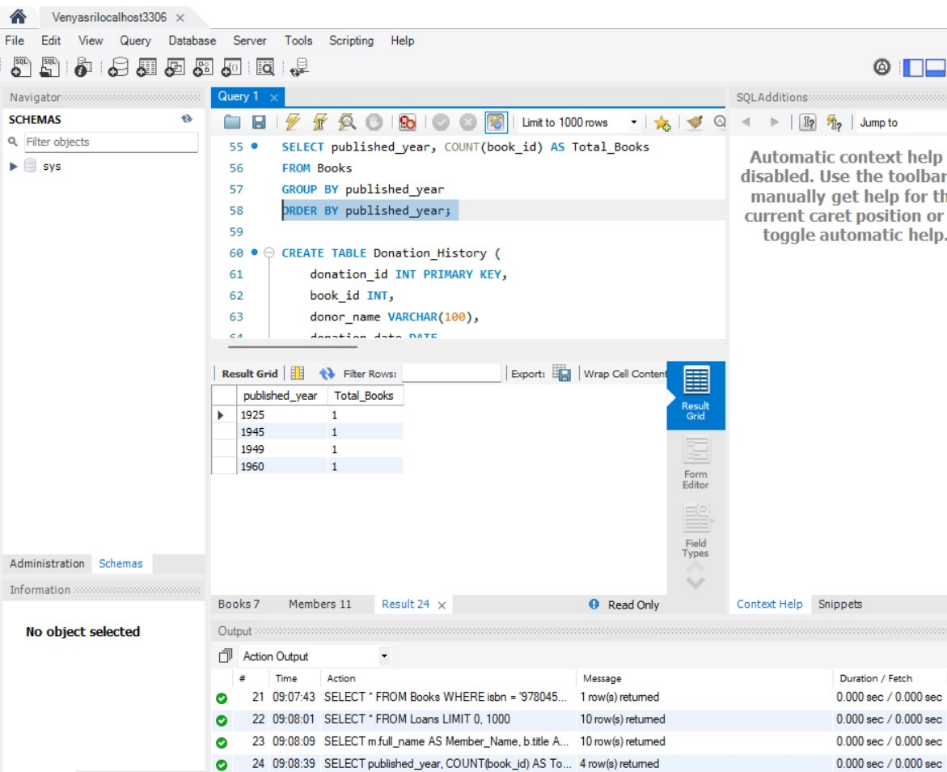 Venyasrilocalhost3306 ×
File Edit View Query Database Server Tools Scripting Help
Navigator
SCHEMAS
Filter objects
sys
Administration Schemas
Information
No object selected
Query 1 ×
Limit to 1000 rows
55 SELECT published_year, COUNT(book_id) AS Total_Books
56 FROM Books
57 GROUP BY published_year
58 ORDER BY published_year;
59
60 CREATE TABLE Donation_History (
61 donation_id INT PRIMARY KEY,
62 book_id INT,
63 donor_name VARCHAR(100),
64 donation_date DATE
Result Grid Filter Rows: Export: Wrap Cell Content
published_year Total_Books
1925 1
1945 1
1949 1
1960 1
Result
Grid
Form
Editor
Field
Types
Books 7 Members 11 Result 24 × Read Only
SQLAdditions
Jump to
Automatic context help
disabled. Use the toolbar
manually get help for th
current caret position or
toggle automatic help.
Context Help Snippets
Output
Action Output
# Time Action Message Duration / Fetch
21 09:07:43 SELECT * FROM Books WHERE isbn = '978045... 1 row(s) returned 0.000 sec / 0.000 sec
22 09:08:01 SELECT * FROM Loans LIMIT 0, 1000 10 row(s) returned 0.000 sec / 0.000 sec
23 09:08:09 SELECT m.full_name AS Member_Name, b.title A... 10 row(s) returned 0.000 sec / 0.000 sec
24 09:08:39 SELECT published_year, COUNT(book_id) AS To... 4 row(s) returned 0.000 sec / 0.000 sec